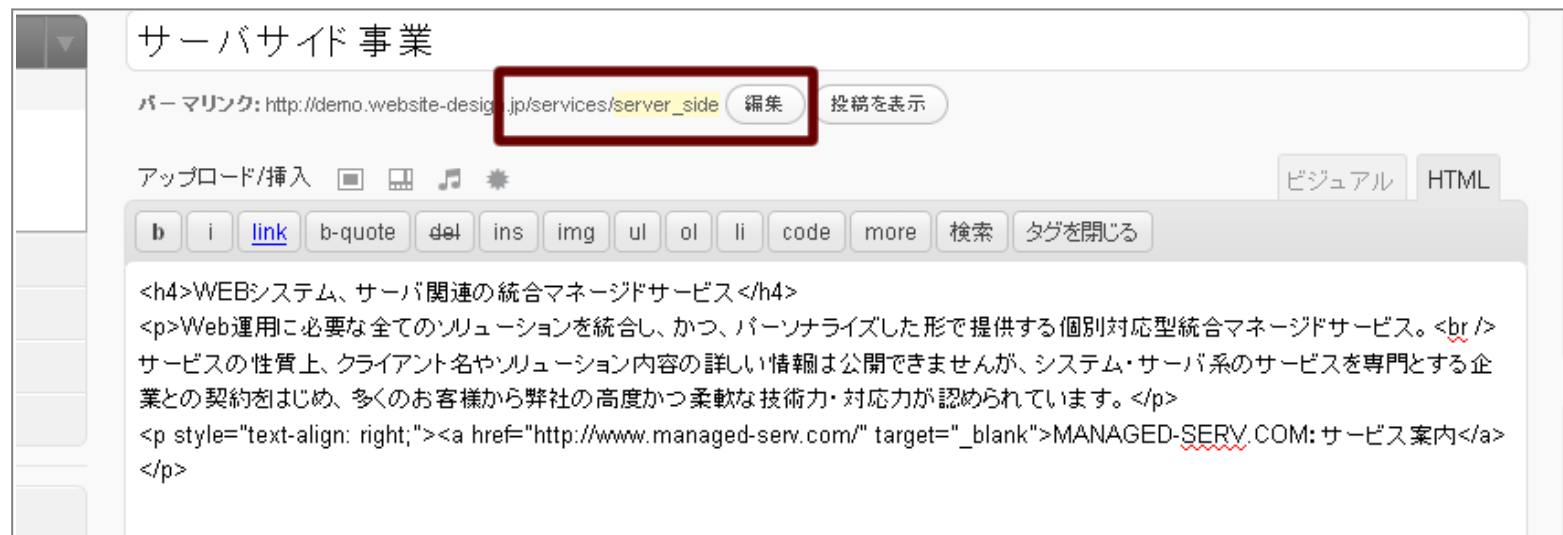 サーバサイド事業
パーマリンク: http://demo.website-design.jp/services/server_side 編集 投稿を表示
アップロード/挿入 ビジュアル HTML
b i link b-quote del ins img ul ol li code more 検索 タグを閉じる
<h4>WEBシステム、サーバ関連の統合マネージドサービス</h4>
<p>Web運用に必要な全てのソリューションを統合し、かつ、パーソナライズした形で提供する個別対応型統合マネージドサービス。<br />
サービスの性質上、クライアント名やソリューション内容の詳しい情報は公開できませんが、システム・サーバ系のサービスを専門とする企
業との契約をはじめ、多くのお客様から弊社の高度かつ柔軟な技術力・対応力が認められています。</p>
<p style="text-align: right;"><a href="http://www.managed-serv.com/" target="_blank">MANAGED-SERV.COM:サービス案内</a>
</p>